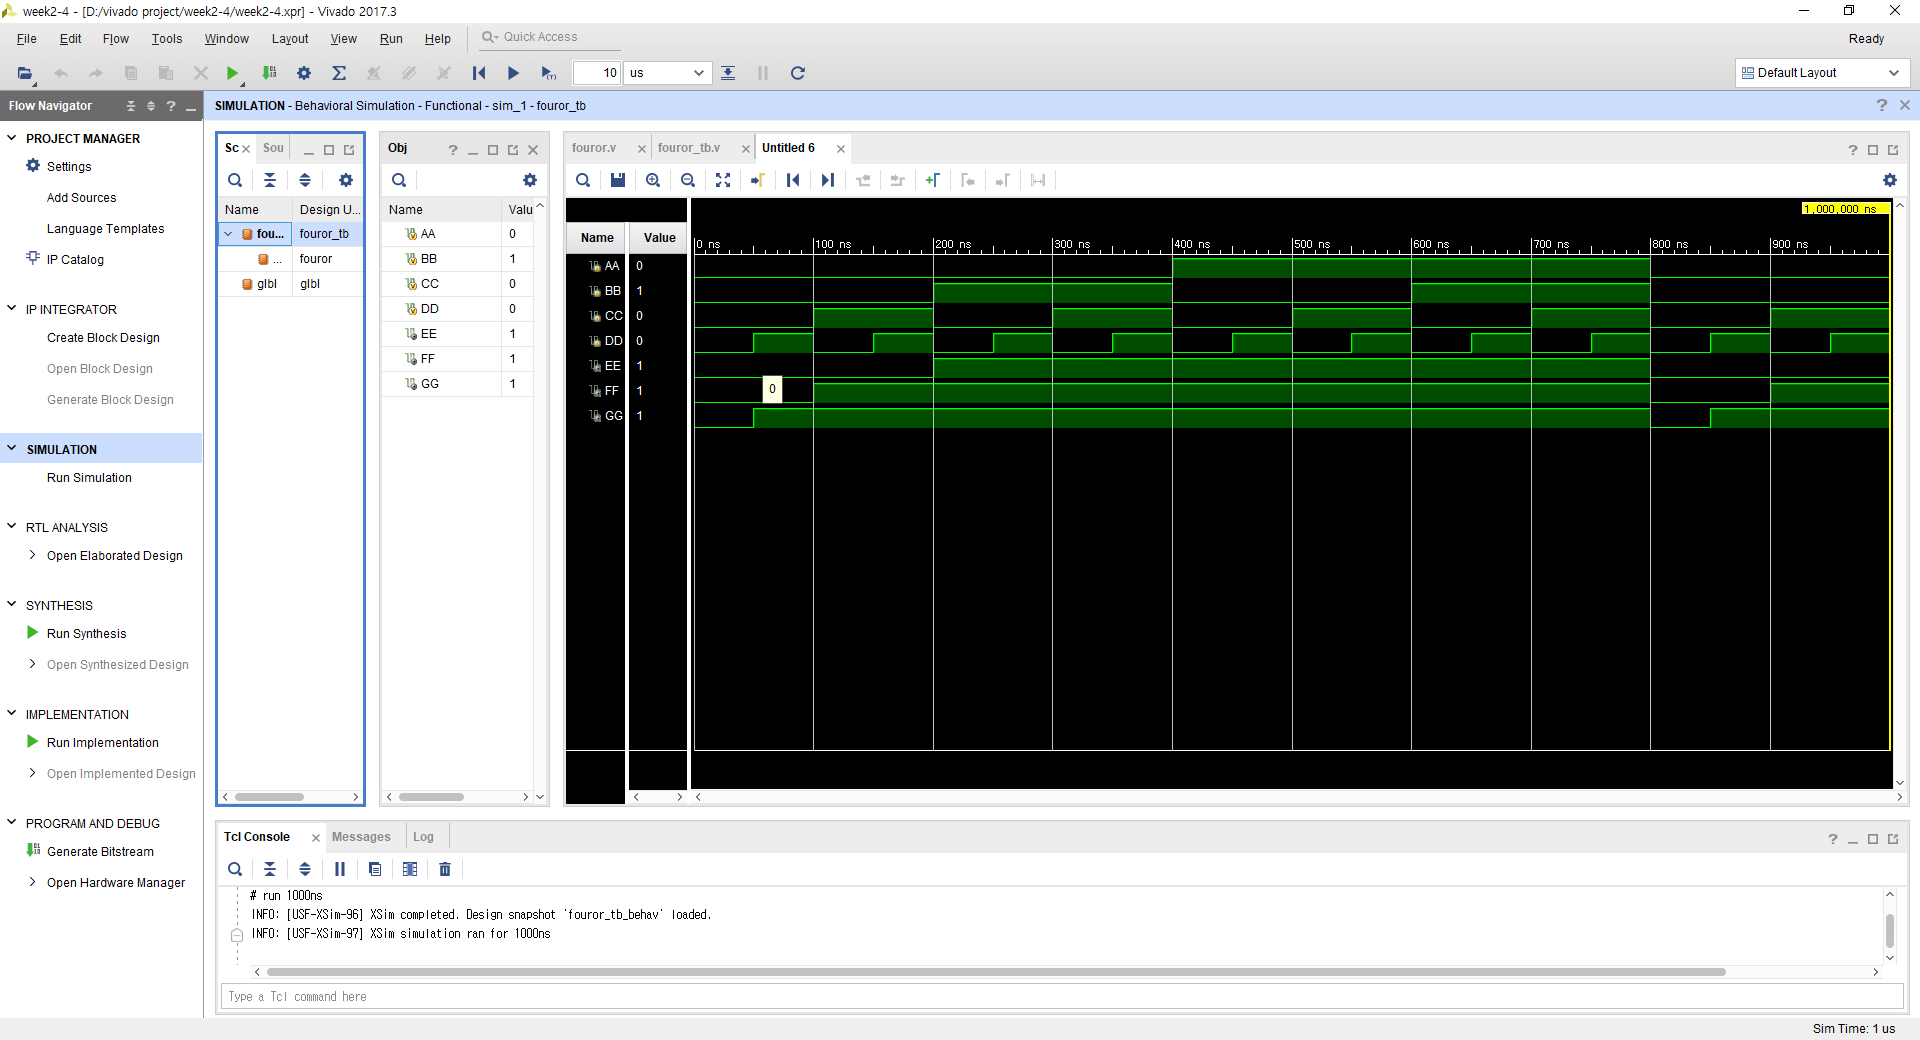 week2-4 - [D:/vivado project/week2-4/week2-4.xpr] - Vivado 2017.3
File Edit Flow Tools Window Layout View Run Help
Quick Access
Ready
10 us
Default Layout
Flow Navigator
SIMULATION - Behavioral Simulation - Functional - sim_1 - fouror_tb
PROJECT MANAGER
Settings
Add Sources
Language Templates
IP Catalog
IP INTEGRATOR
Create Block Design
Open Block Design
Generate Block Design
SIMULATION
Run Simulation
RTL ANALYSIS
Open Elaborated Design
SYNTHESIS
Run Synthesis
Open Synthesized Design
IMPLEMENTATION
Run Implementation
Open Implemented Design
PROGRAM AND DEBUG
Generate Bitstream
Open Hardware Manager
Sc Sou
Name Design U...
fou... fouror_tb
... fouror
glbl glbl
Obj
Name Valu
AA 0
BB 1
CC 0
DD 0
EE 1
FF 1
GG 1
fouror.v fouror_tb.v Untitled 6
1,000,000 ns
Name Value
0 ns 100 ns 200 ns 300 ns 400 ns 500 ns 600 ns 700 ns 800 ns 900 ns
AA 0
BB 1
CC 0
DD 0
EE 1
FF 1
GG 1
0
Tcl Console Messages Log
# run 1000ns
INFO: [USF-XSim-96] XSim completed. Design snapshot 'fouror_tb_behav' loaded.
INFO: [USF-XSim-97] XSim simulation ran for 1000ns
Type a Tcl command here
Sim Time: 1 us